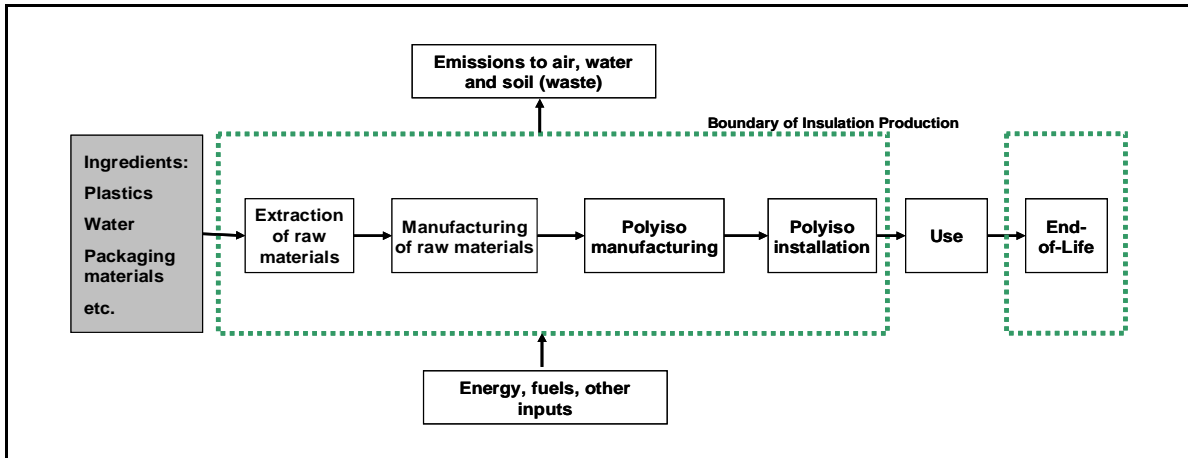 Emissions to air, water
and soil (waste)
Boundary of Insulation Production
Ingredients:
Plastics
Water
Packaging
materials
etc.
Extraction
of raw
materials
Manufacturing
of raw materials
Polyiso
manufacturing
Polyiso
installation
Use
End-
of-Life
Energy, fuels, other
inputs